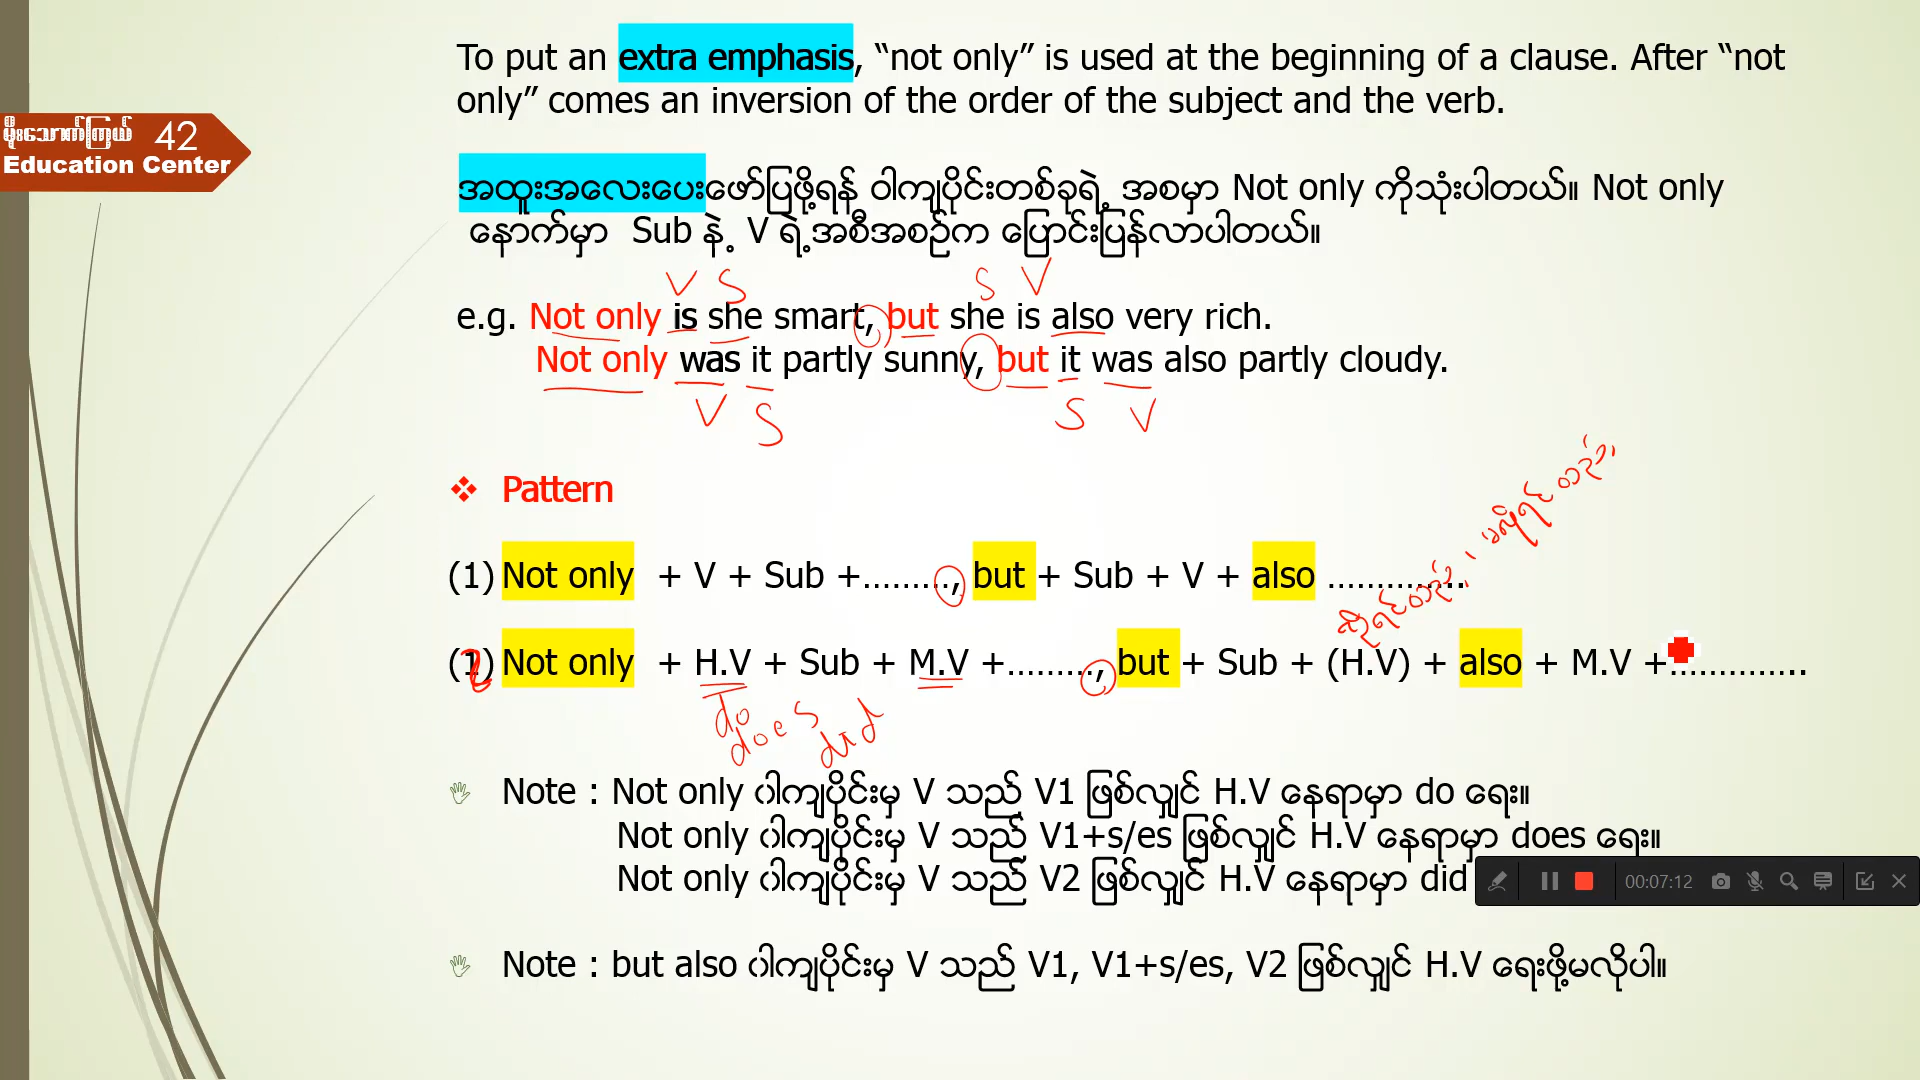 To put an extra emphasis, “not only” is used at the beginning of a clause. After “not
only” comes an inversion of the order of the subject and the verb.
42
Education Center
အထူးအလေးပေးဖော်ပြဖို့ရန် ဝါကျပိုင်းတစ်ခုရဲ့ အစမှာ Not only ကိုသုံးပါတယ်။ Not only
နောက်မှာ Sub နဲ့ V ရဲ့အစီအစဉ်က ပြောင်းပြန်လာပါတယ်။
V S S V
e.g. Not only is she smart, but she is also very rich.
Not only was it partly sunny, but it was also partly cloudy.
V S S V
Pattern
(1) Not only + V + Sub +………, but + Sub + V + also …………..
(2) Not only + H.V + Sub + M.V +………, but + Sub + (H.V) + also + M.V +…………..
do
does did
Note : Not only ဝါကျပိုင်းမှ V သည် V1 ဖြစ်လျှင် H.V နေရာမှာ do ရေး။
Not only ဝါကျပိုင်းမှ V သည် V1+s/es ဖြစ်လျှင် H.V နေရာမှာ does ရေး။
Not only ဝါကျပိုင်းမှ V သည် V2 ဖြစ်လျှင် H.V နေရာမှာ did
00:07:12
Note : but also ဝါကျပိုင်းမှ V သည် V1, V1+s/es, V2 ဖြစ်လျှင် H.V ရေးဖို့မလိုပါ။